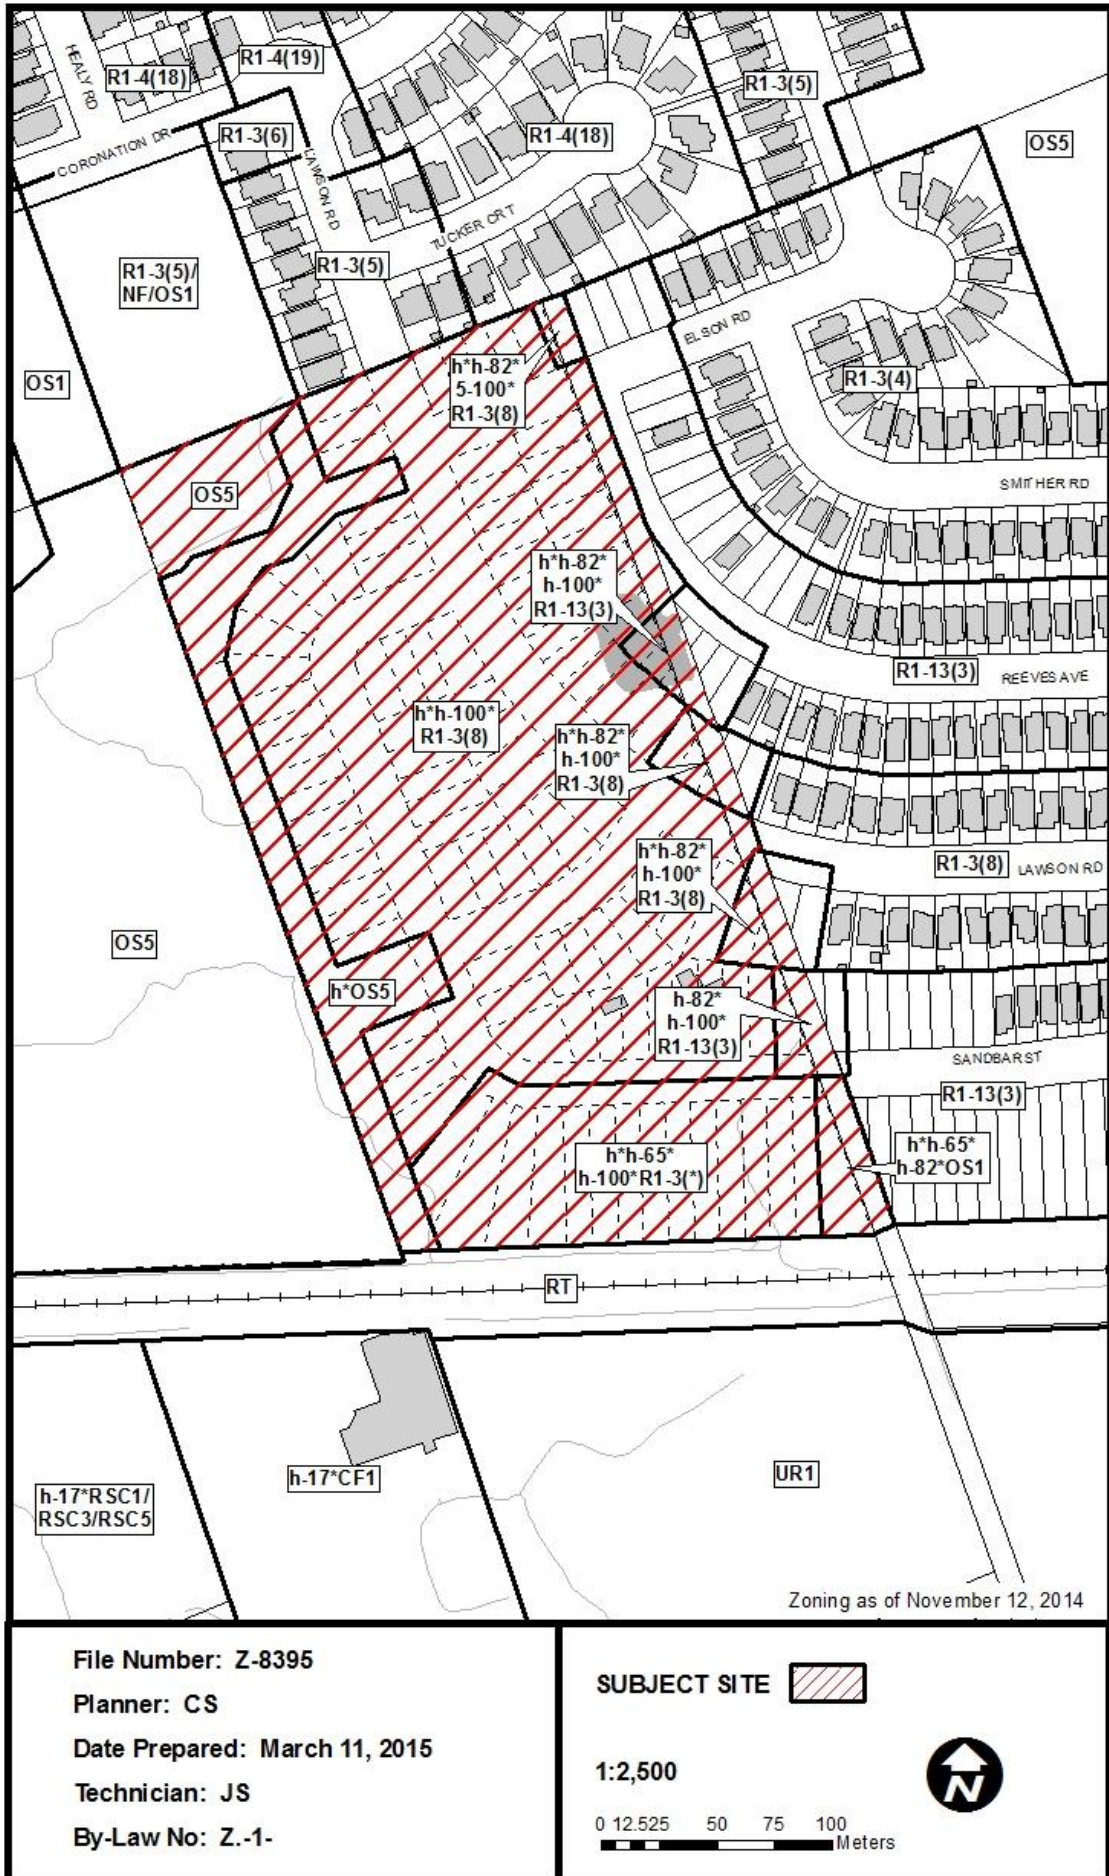 HEALY RD
R1-4(18)
R1-4(19)
R1-3(5)
OS5
CORONATION DR
R1-3(6)
LAWSON RD
R1-4(18)
TUCKER CRT
R1-3(5)/
NF/OS1
R1-3(5)
ELSON RD
OS1
h*h-82*
5-100*
R1-3(8)
R1-3(4)
OS5
SMITHER RD
h*h-82*
h-100*
R1-13(3)
R1-13(3)
REEVES AVE
h*h-100*
R1-3(8)
h*h-82*
h-100*
R1-3(8)
h*h-82*
h-100*
R1-3(8)
R1-3(8)
LAWSON RD
OS5
h*OS5
h-82*
h-100*
R1-13(3)
SANDBAR ST
R1-13(3)
h*h-65*
h-100*R1-3(*)
h*h-65*
h-82*OS1
RT
h-17*CF1
UR1
h-17*RSC1/
RSC3/RSC5
Zoning as of November 12, 2014
File Number: Z-8395
Planner: CS
Date Prepared: March 11, 2015
Technician: JS
By-Law No: Z.-1-
SUBJECT SITE
1:2,500
N
0 12.525 50 75 100
Meters